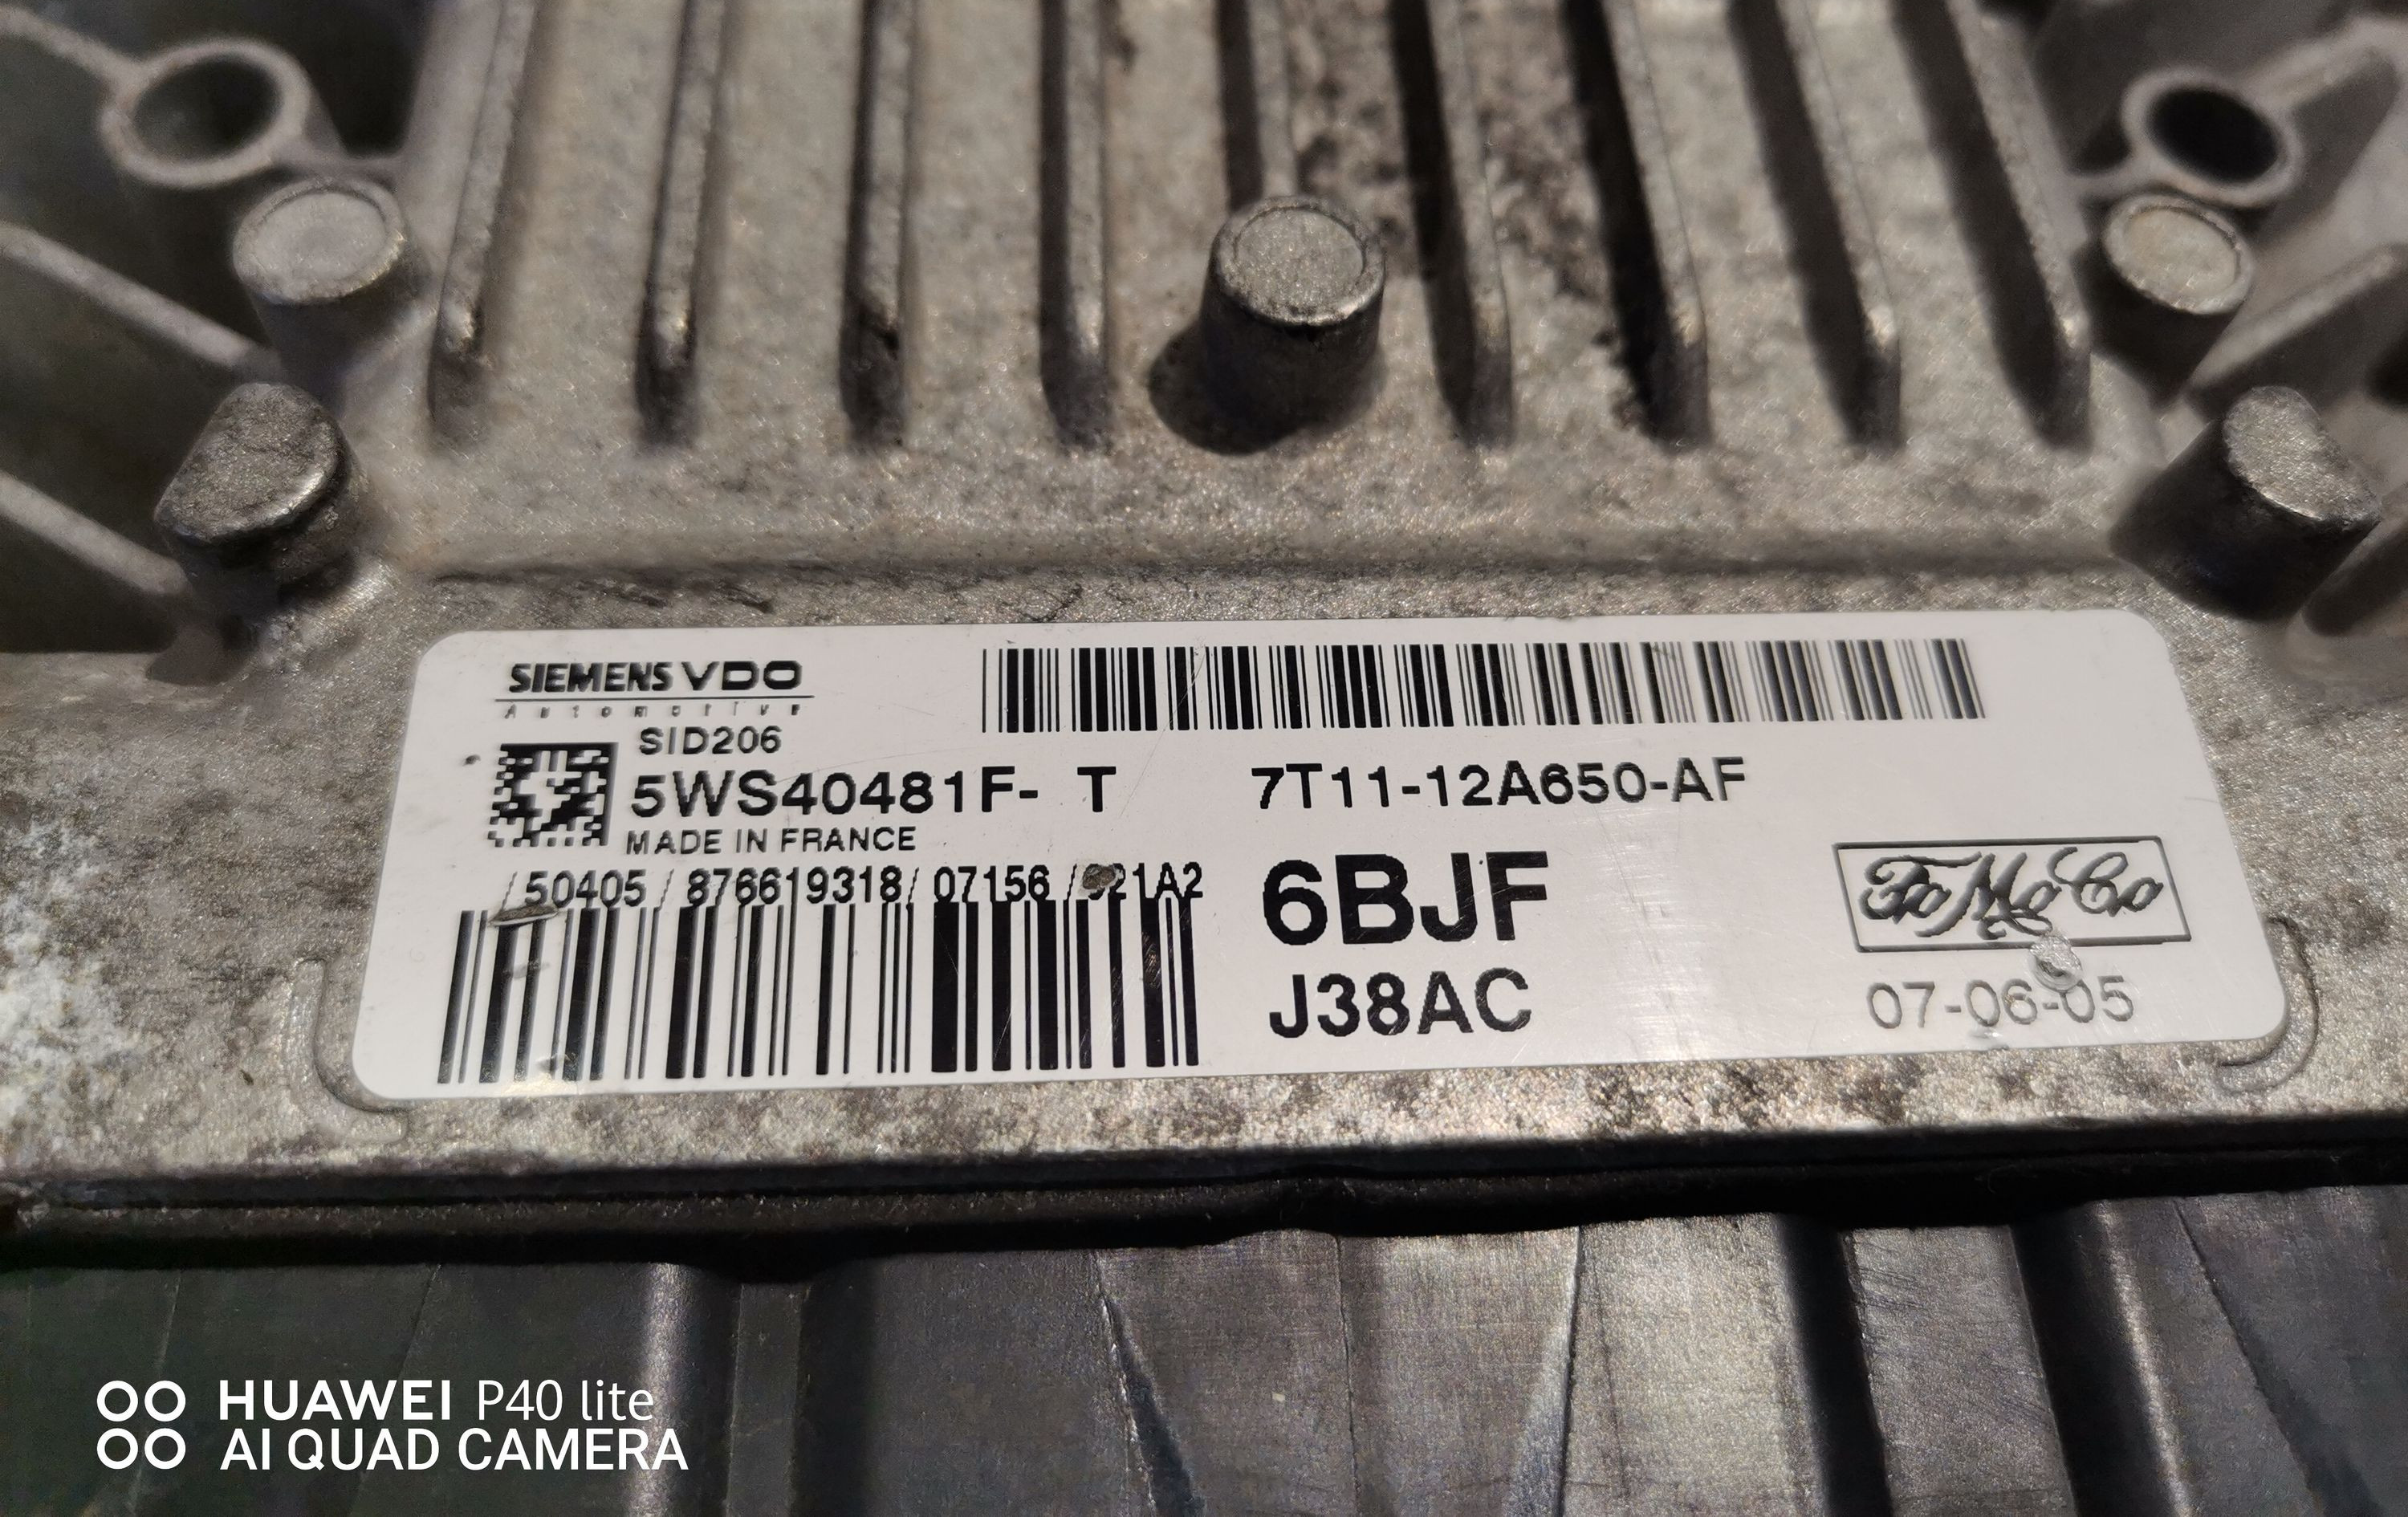 SIEMENS VDO
Automotive
SID206
5WS40481F- T 7T11-12A650-AF
MADE IN FRANCE
/50405/876619318/07156/ 21A2
6BJF
FoMoCo
J38AC
07-06-05
HUAWEI P40 lite
AI QUAD CAMERA